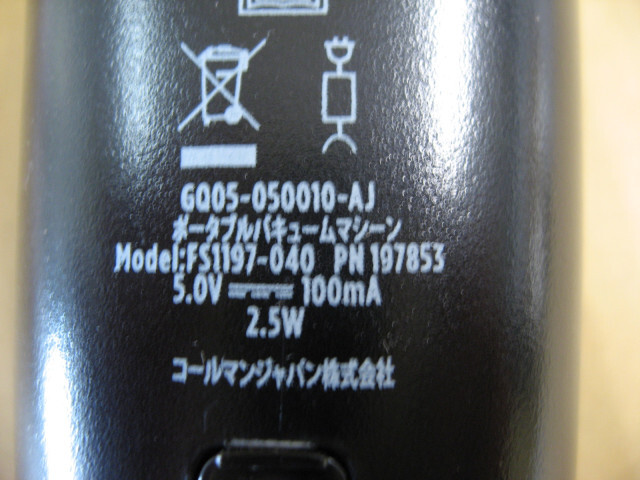 GQ05-050010-AJ
ポータブルバキュームマシーン
Model:FS1197-040 PN 197853
5.0V ⎓ 100mA
2.5W
コールマンジャパン株式会社